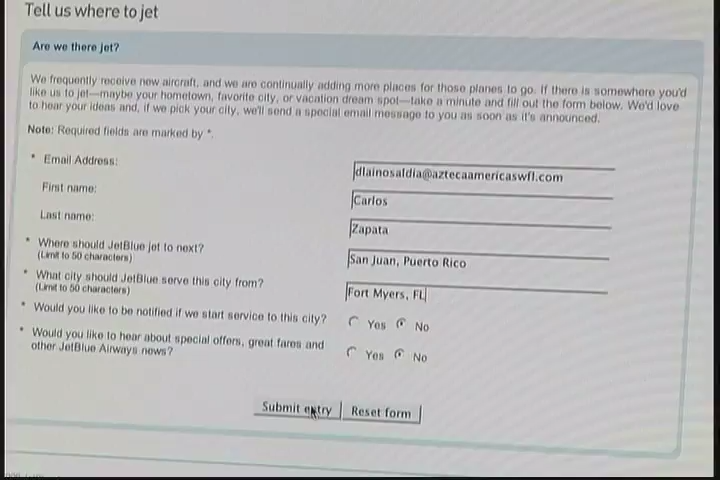 Tell us where to jet
Are we there jet?
We frequently receive new aircraft, and we are continually adding more places for those planes to go. If there is somewhere you'd
like us to jet—maybe your hometown, favorite city, or vacation dream spot—take a minute and fill out the form below. We'd love
to hear your ideas and, if we pick your city, we'll send a special email message to you as soon as it's announced.
Note: Required fields are marked by *.
* Email Address: dlainosaldia@aztecaamericaswfl.com
First name: Carlos
Last name: Zapata
* Where should JetBlue jet to next? San Juan, Puerto Rico
(Limit to 50 characters)
* What city should JetBlue serve this city from? Fort Myers, FL
(Limit to 50 characters)
* Would you like to be notified if we start service to this city? Yes No
* Would you like to hear about special offers, great fares and
other JetBlue Airways news? Yes No
Submit entry Reset form